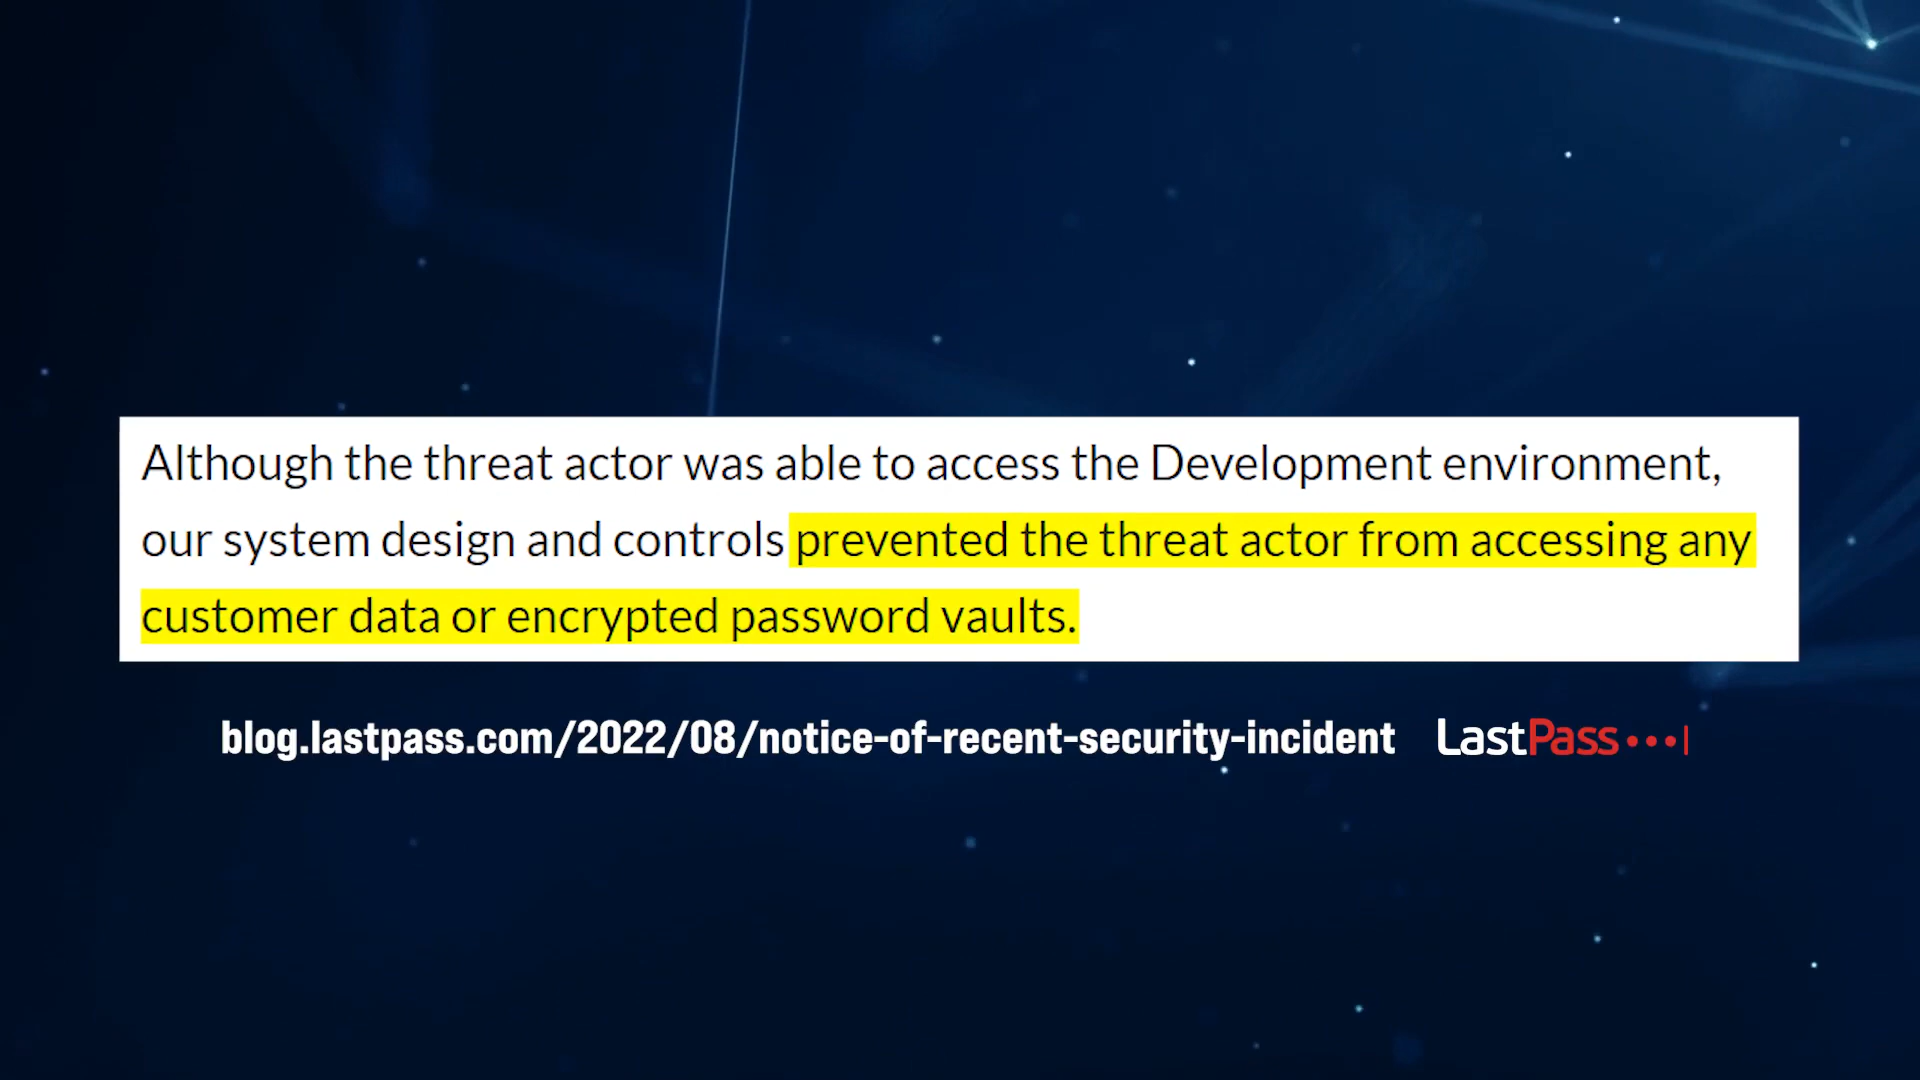 Although the threat actor was able to access the Development environment,
our system design and controls prevented the threat actor from accessing any
customer data or encrypted password vaults.
blog.lastpass.com/2022/08/notice-of-recent-security-incident LastPass